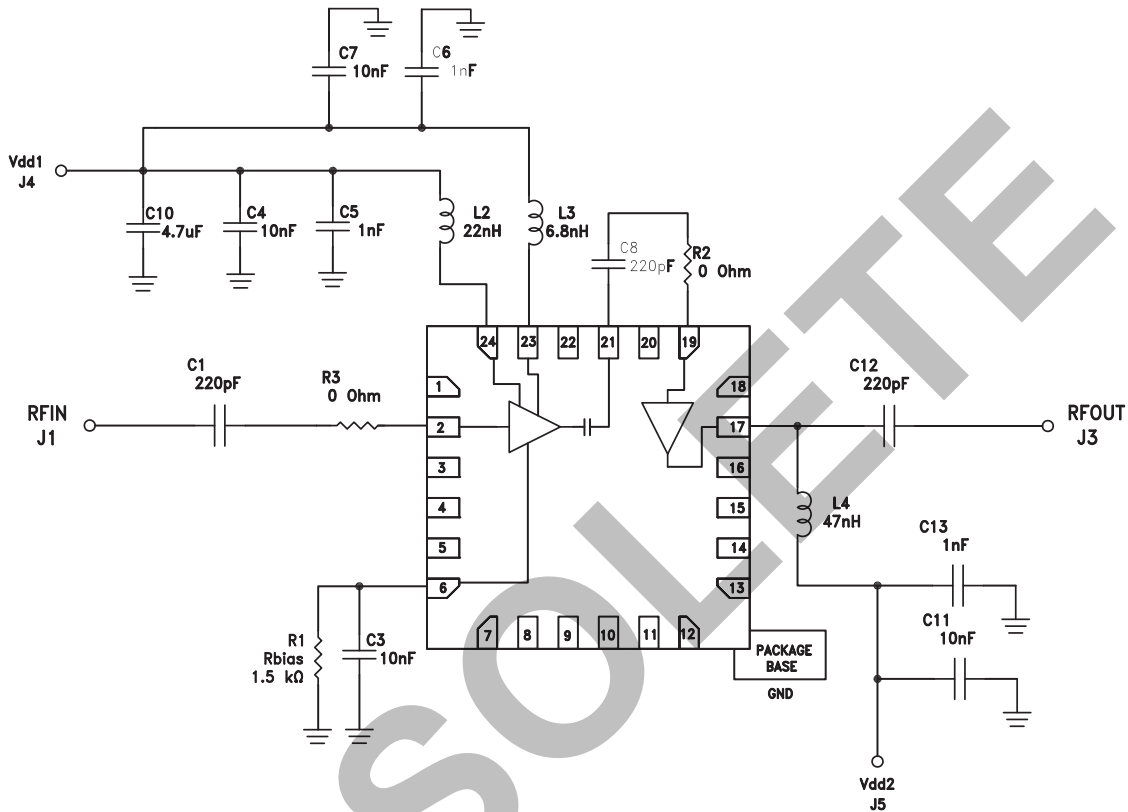 C7
10nF
C6
1nF
Vdd1
J4
C10
4.7uF
C4
10nF
C5
1nF
L2
22nH
L3
6.8nH
C8
220pF
R2
0 Ohm
24
23
22
21
20
19
C1
220pF
R3
0 Ohm
RFIN
J1
1
2
3
4
5
6
18
17
16
15
14
13
C12
220pF
RFOUT
J3
L4
47nH
C13
1nF
C11
10nF
7
8
9
10
11
12
R1
Rbias
1.5 kΩ
C3
10nF
PACKAGE
BASE
GND
Vdd2
J5
SOLETE